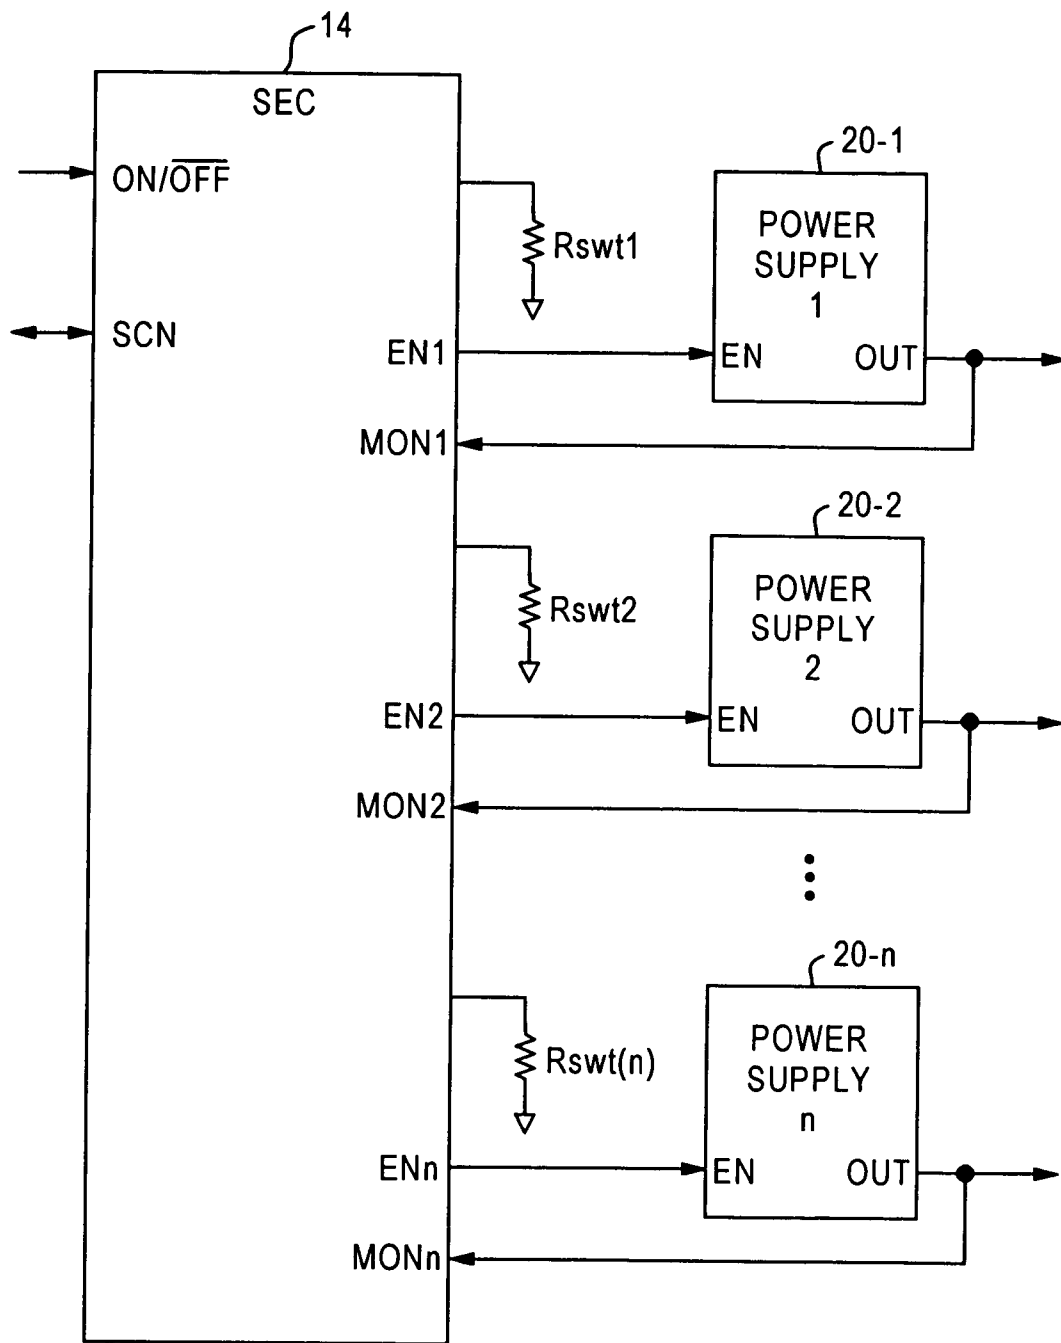 14
SEC
ON/OFF
SCN
20-1
POWER
SUPPLY
1
Rswt1
EN1
EN
OUT
MON1
20-2
POWER
SUPPLY
2
Rswt2
EN2
EN
OUT
MON2
20-n
POWER
SUPPLY
n
Rswt(n)
ENn
EN
OUT
MONn